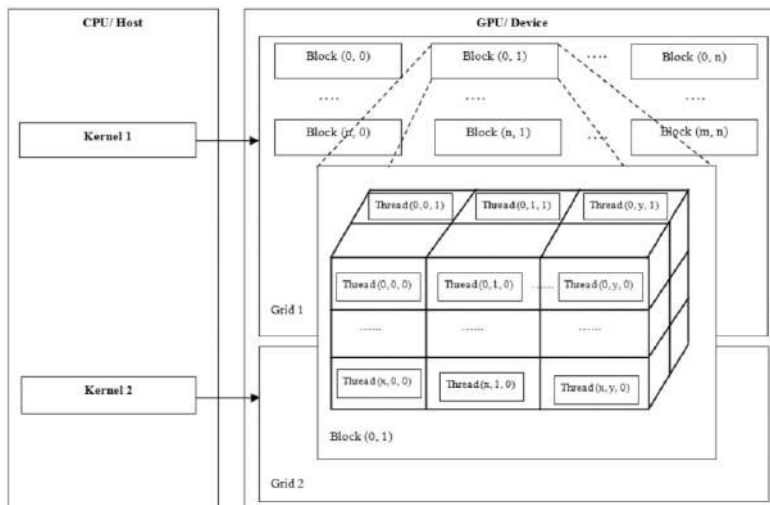 CPU/ Host
GPU/ Device
Block (0, 0)
Block (0, 1)
....
Block (0, n)
....
....
Kernel 1
Block (n, 0)
Block (n, 1)
....
Block (m, n)
Thread (0, 0, 1)
Thread (0, 1, 1)
Thread (0, y, 1)
Thread (0, 0, 0)
Thread (0, 1, 0)
......
Thread (0, y, 0)
Grid 1
......
......
......
Kernel 2
Thread (x, 0, 0)
Thread (x, 1, 0)
Thread (x, y, 0)
Block (0, 1)
Grid 2